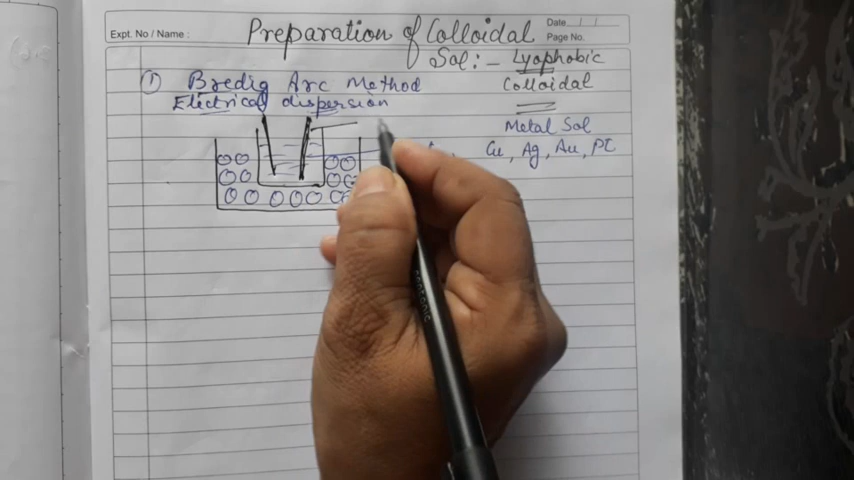 Expt. No / Name :
Date / /
Page No.
Preparation of Colloidal
Sol:- Lyophobic
Colloidal
① Bredig Arc Method
Electrical dispersion
Metal Sol
Cu, Ag, Au, Pt